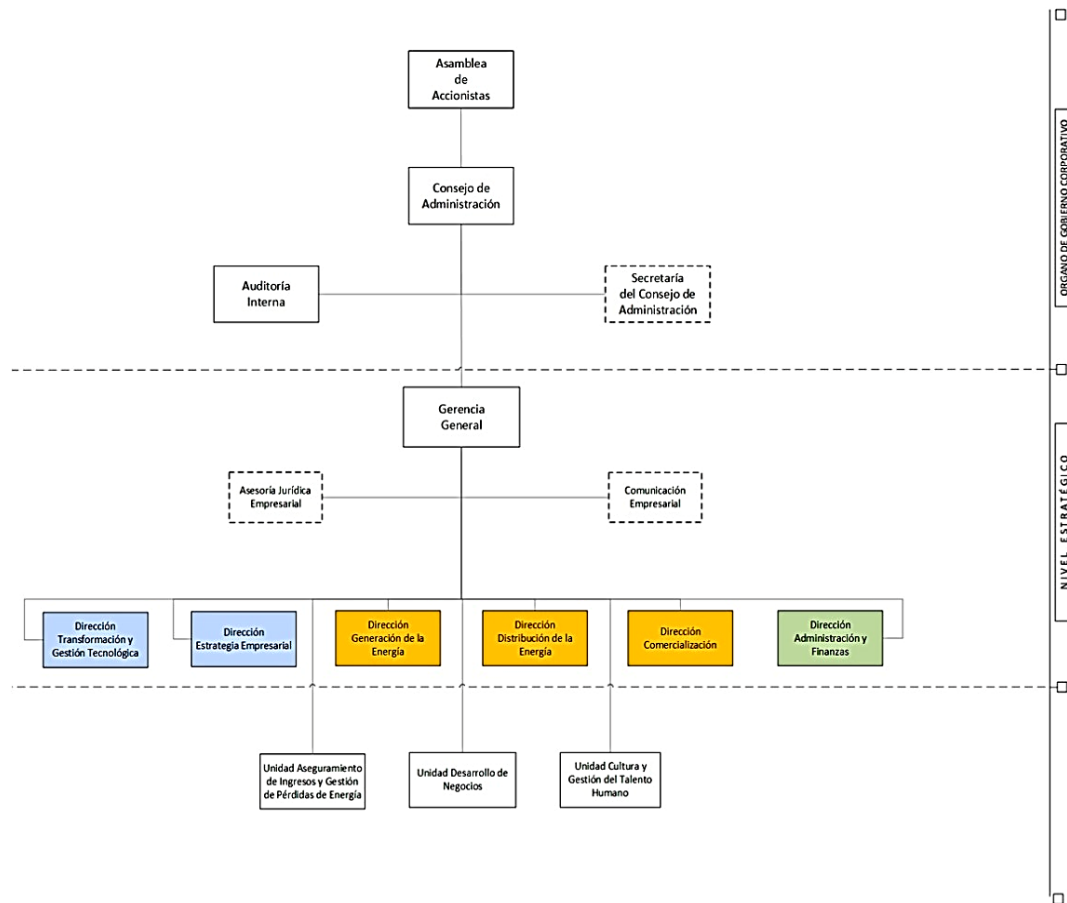 Asamblea
de
Accionistas
Consejo de
Administración
Auditoría
Interna
Secretaría
del Consejo de
Administración
ORGANO DE GOBIERNO CORPORATIVO
Gerencia
General
Asesoría Jurídica
Empresarial
Comunicación
Empresarial
NIVEL ESTRATÉGICO
Dirección
Transformación y
Gestión Tecnológica
Dirección
Estrategia Empresarial
Dirección
Generación de la
Energía
Dirección
Distribución de la
Energía
Dirección
Comercialización
Dirección
Administración y
Finanzas
Unidad Aseguramiento
de Ingresos y Gestión
de Pérdidas de Energía
Unidad Desarrollo de
Negocios
Unidad Cultura y
Gestión del Talento
Humano